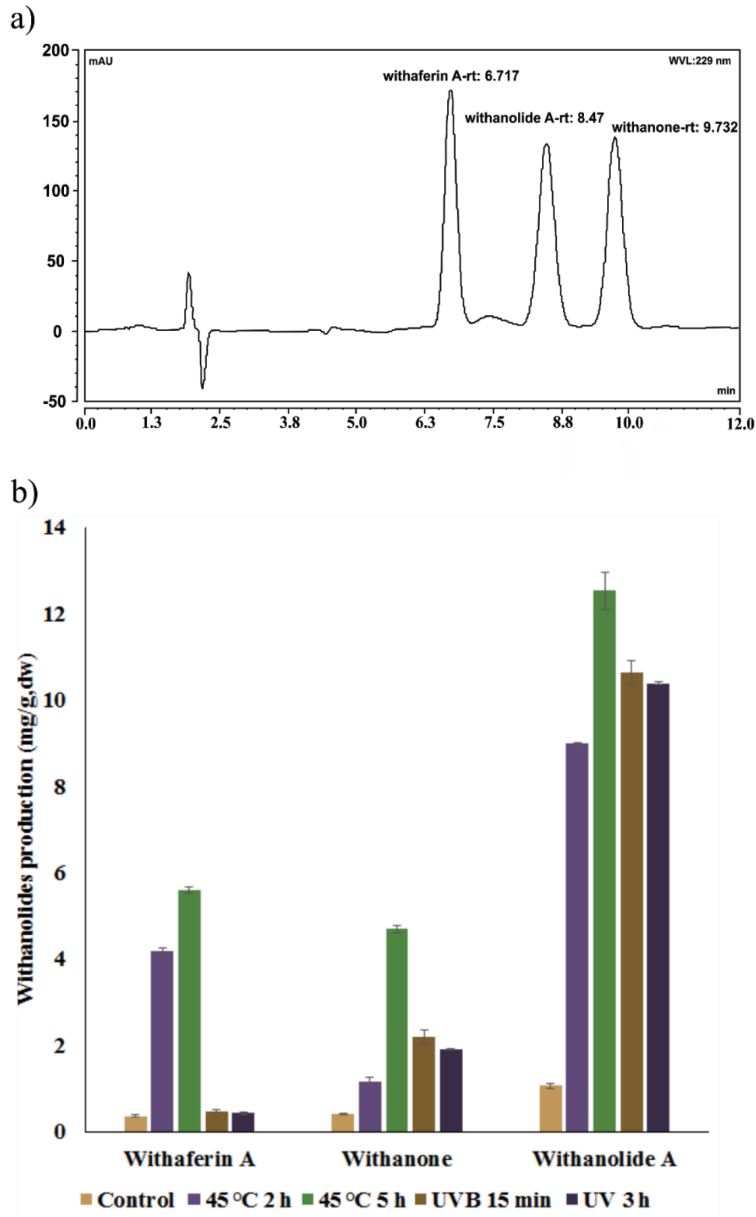 a)
200
mAU
WVL:229 nm
withaferin A-rt: 6.717
withanolide A-rt: 8.47
withanone-rt: 9.732
150
100
50
0
-50
min
0.0 1.3 2.5 3.8 5.0 6.3 7.5 8.8 10.0 12.0
b)
Withanolides production (mg/g,dw)
14
12
10
8
6
4
2
0
Withaferin A Withanone Withanolide A
Control 45 °C 2 h 45 °C 5 h UVB 15 min UV 3 h